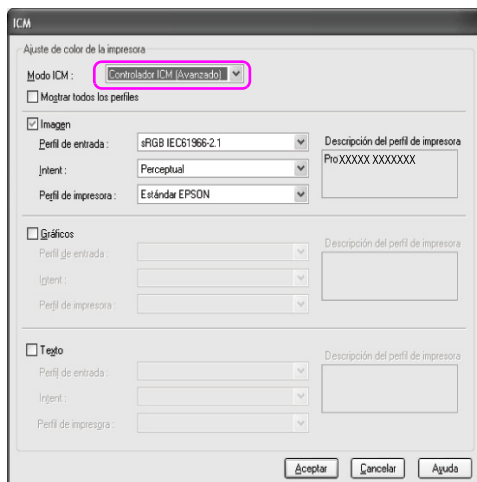 ICM
Ajuste de color de la impresora
Modo ICM : Controlador ICM (Avanzado)
Mostrar todos los perfiles
Imagen
Perfil de entrada : sRGB IEC61966-2.1
Descripción del perfil de impresora
ProXXXXX XXXXXXX
Intent : Perceptual
Perfil de impresora : Estándar EPSON
Gráficos
Perfil de entrada :
Descripción del perfil de impresora
Intent :
Perfil de impresora :
Texto
Perfil de entrada :
Descripción del perfil de impresora
Intent :
Perfil de impresora :
Aceptar Cancelar Ayuda